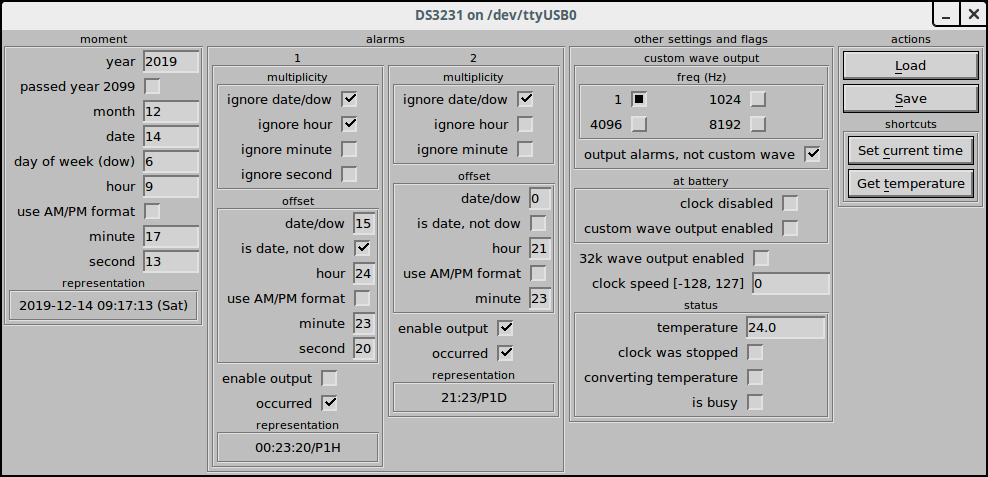 DS3231 on /dev/ttyUSB0
moment
year 2019
passed year 2099
month 12
date 14
day of week (dow) 6
hour 9
use AM/PM format
minute 17
second 13
representation
2019-12-14 09:17:13 (Sat)
alarms
1
multiplicity
ignore date/dow
ignore hour
ignore minute
ignore second
offset
date/dow 15
is date, not dow
hour 24
use AM/PM format
minute 23
second 20
enable output
occurred
representation
00:23:20/P1H
2
multiplicity
ignore date/dow
ignore hour
ignore minute
offset
date/dow 0
is date, not dow
hour 21
use AM/PM format
minute 23
enable output
occurred
representation
21:23/P1D
other settings and flags
custom wave output
freq (Hz)
1 1024
4096 8192
output alarms, not custom wave
at battery
clock disabled
custom wave output enabled
32k wave output enabled
clock speed [-128, 127] 0
status
temperature 24.0
clock was stopped
converting temperature
is busy
actions
Load
Save
shortcuts
Set current time
Get temperature